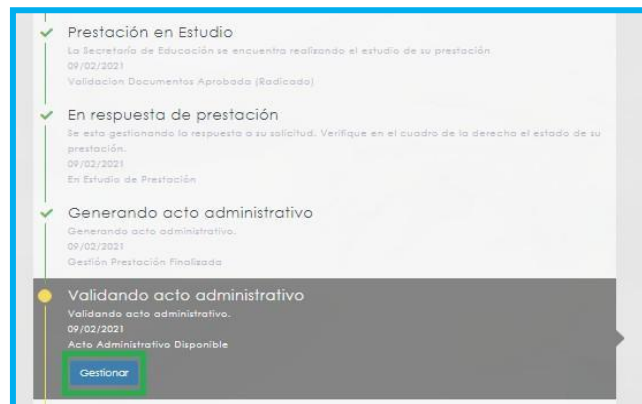 Prestación en Estudio
La Secretaría de Educación se encuentra realizando el estudio de su prestación.
09/02/2021
Validacion Documentos Aprobada (Radicado)
En respuesta de prestación
Se esta gestionando la respuesta a su solicitud. Verifique en el cuadro de la derecha el estado de su
prestación.
09/02/2021
En Estudio de Prestación
Generando acto administrativo
Generando acto administrativo.
09/02/2021
Gestión Prestación Finalizada
Validando acto administrativo
Validando acto administrativo.
09/02/2021
Acto Administrativo Disponible
Gestionar